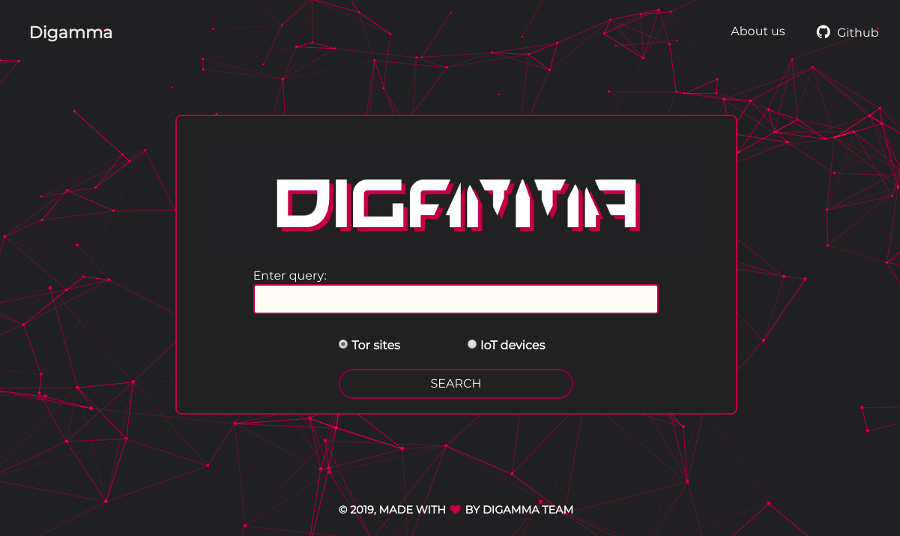 Digamma
About us
Github
DIGAMMA
Enter query:
Tor sites
IoT devices
SEARCH
© 2019, MADE WITH ❤ BY DIGAMMA TEAM